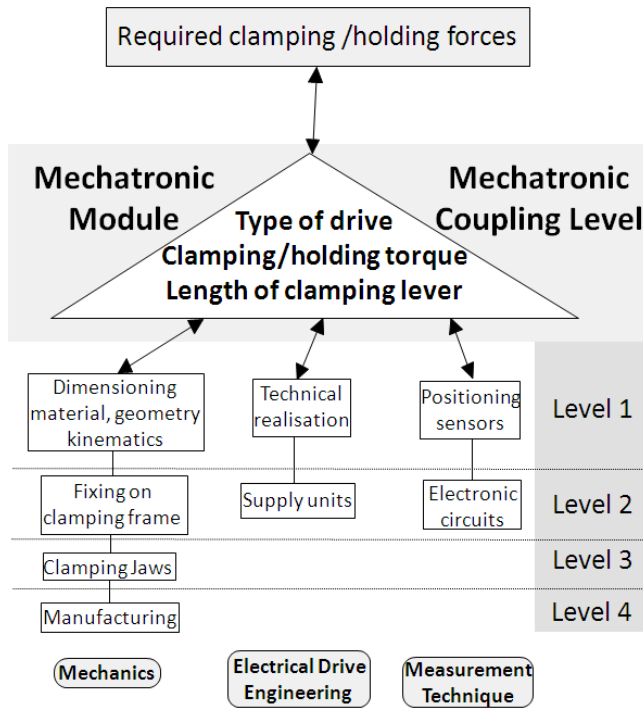 Required clamping /holding forces
Mechatronic
Module
Mechatronic
Coupling Level
Type of drive
Clamping/holding torque
Length of clamping lever
Dimensioning
material, geometry
kinematics
Technical
realisation
Positioning
sensors
Level 1
Fixing on
clamping frame
Supply units
Electronic
circuits
Level 2
Clamping Jaws
Level 3
Manufacturing
Level 4
Mechanics
Electrical Drive
Engineering
Measurement
Technique